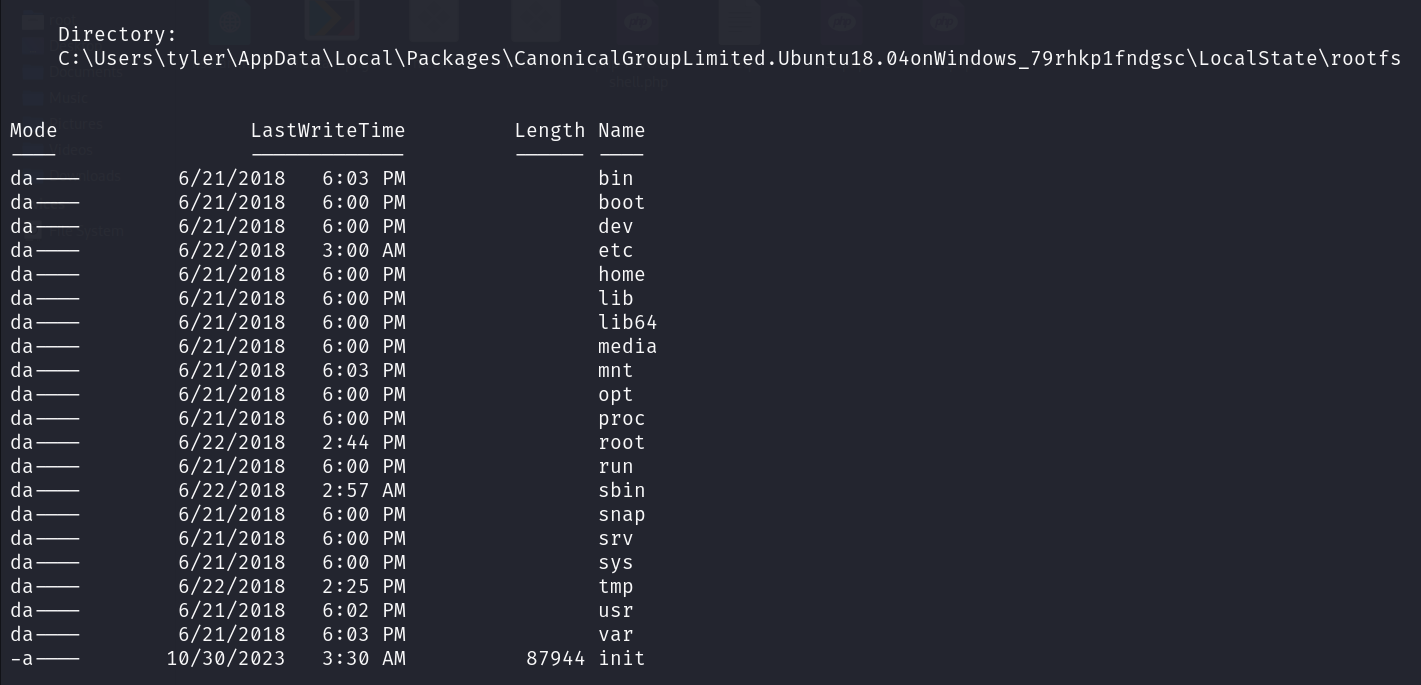 Directory:
C:\Users\tyler\AppData\Local\Packages\CanonicalGroupLimited.Ubuntu18.04onWindows_79rhkp1fndgsc\LocalState\rootfs
Mode                LastWriteTime         Length Name
----                -------------         ------ ----
da----        6/21/2018   6:03 PM                bin
da----        6/21/2018   6:00 PM                boot
da----        6/21/2018   6:00 PM                dev
da----        6/22/2018   3:00 AM                etc
da----        6/21/2018   6:00 PM                home
da----        6/21/2018   6:00 PM                lib
da----        6/21/2018   6:00 PM                lib64
da----        6/21/2018   6:00 PM                media
da----        6/21/2018   6:03 PM                mnt
da----        6/21/2018   6:00 PM                opt
da----        6/21/2018   6:00 PM                proc
da----        6/22/2018   2:44 PM                root
da----        6/21/2018   6:00 PM                run
da----        6/22/2018   2:57 AM                sbin
da----        6/21/2018   6:00 PM                snap
da----        6/21/2018   6:00 PM                srv
da----        6/21/2018   6:00 PM                sys
da----        6/22/2018   2:25 PM                tmp
da----        6/21/2018   6:02 PM                usr
da----        6/21/2018   6:03 PM                var
-a----       10/30/2023   3:30 AM          87944 init